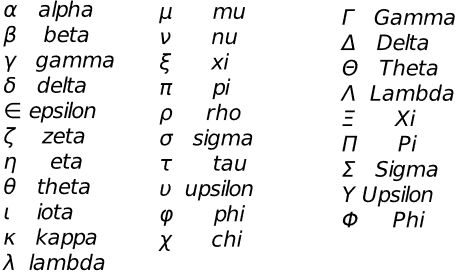 α alpha
β beta
γ gamma
δ delta
∈ epsilon
ζ zeta
η eta
θ theta
ι iota
κ kappa
λ lambda
μ mu
ν nu
ξ xi
π pi
ρ rho
σ sigma
τ tau
υ upsilon
φ phi
χ chi
Γ Gamma
Δ Delta
Θ Theta
Λ Lambda
Ξ Xi
Π Pi
Σ Sigma
Υ Upsilon
Φ Phi